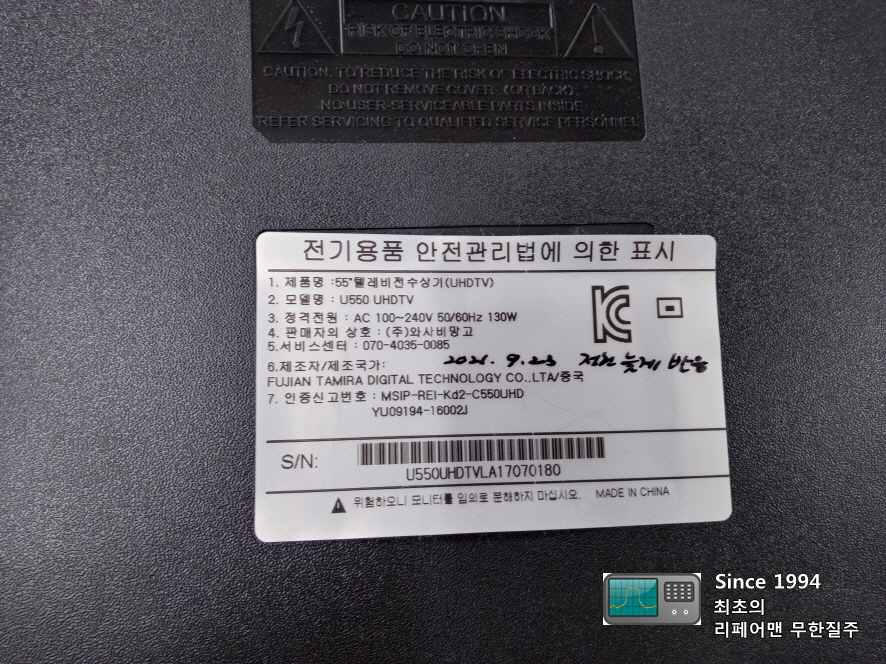 CAUTION
RISK OF ELECTRIC SHOCK
DO NOT OPEN
CAUTION: TO REDUCE THE RISK OF ELECTRIC SHOCK,
DO NOT REMOVE COVER (OR BACK)
NO USER-SERVICEABLE PARTS INSIDE
REFER SERVICING TO QUALIFIED SERVICE PERSONNEL
전기용품 안전관리법에 의한 표시
1. 제품명 :55"텔레비전수상기(UHDTV)
2. 모델명 : U550 UHDTV
3. 정격전원 : AC 100~240V 50/60Hz 130W
4. 판매자의 상호 : (주)와사비망고
5.서비스센터 : 070-4035-0085
6.제조자/제조국가:
2021. 9.23 전원 늦게 반응
FUJIAN TAMIRA DIGITAL TECHNOLOGY CO.,LTA/중국
7. 인증신고번호 : MSIP-REI-Kd2-C550UHD
YU09194-16002J
S/N:
U550UHDTVLA17070180
위험하오니 모니터를 임의로 분해하지 마십시오. MADE IN CHINA
Since 1994
최초의
리페어맨 무한질주